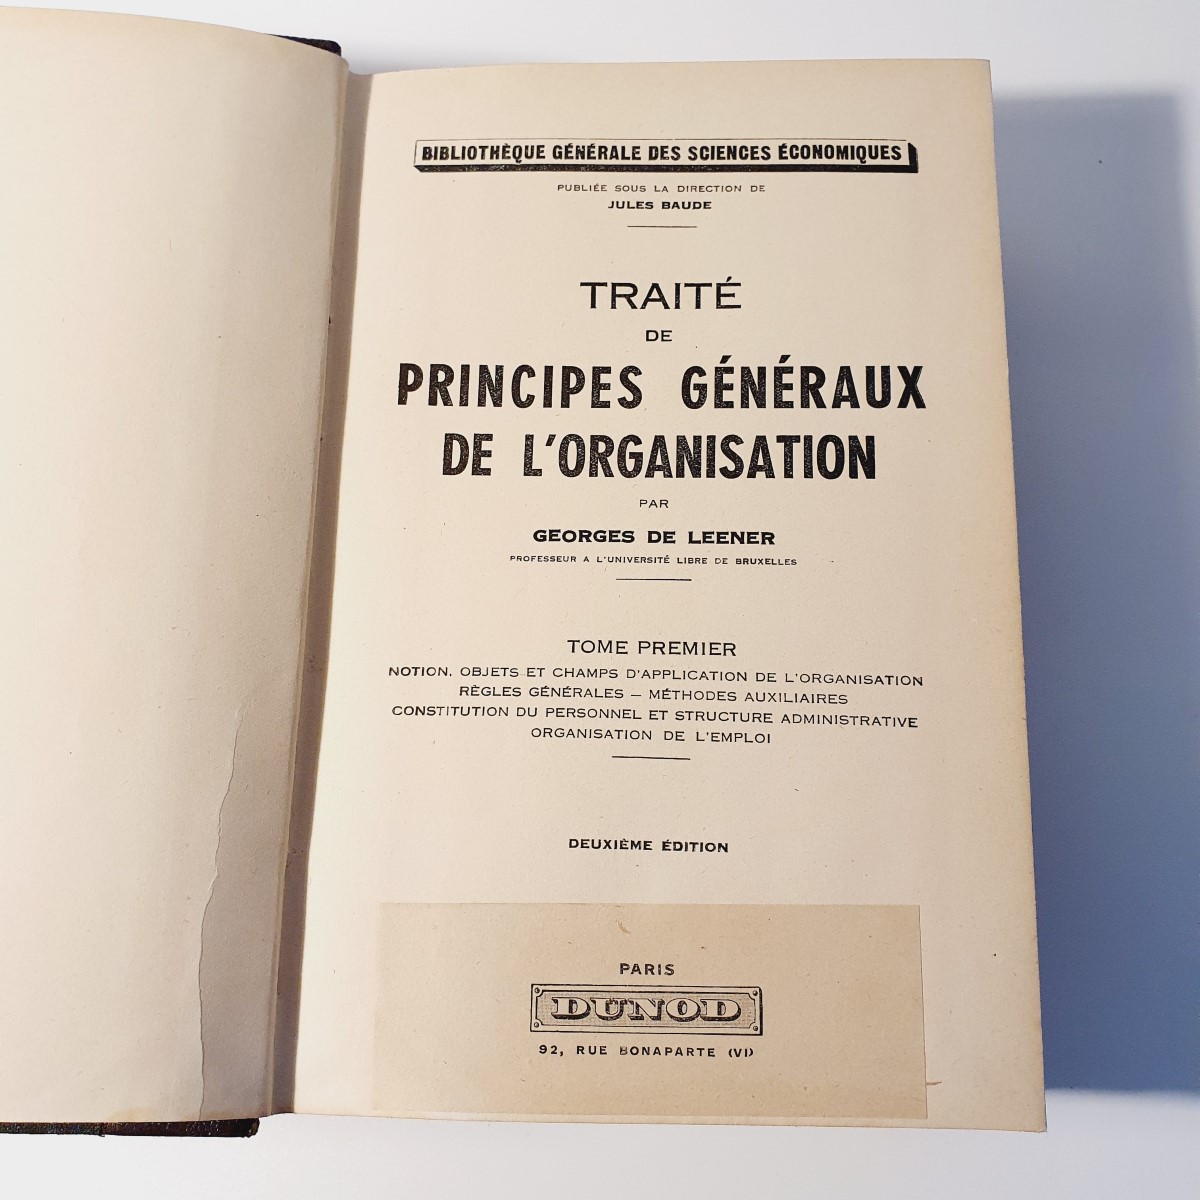 BIBLIOTHÈQUE GÉNÉRALE DES SCIENCES ÉCONOMIQUES
PUBLIÉE SOUS LA DIRECTION DE
JULES BAUDE
TRAITÉ
DE
PRINCIPES GÉNÉRAUX
DE L'ORGANISATION
PAR
GEORGES DE LEENER
PROFESSEUR A L'UNIVERSITÉ LIBRE DE BRUXELLES
TOME PREMIER
NOTION, OBJETS ET CHAMPS D'APPLICATION DE L'ORGANISATION
RÈGLES GÉNÉRALES – MÉTHODES AUXILIAIRES
CONSTITUTION DU PERSONNEL ET STRUCTURE ADMINISTRATIVE
ORGANISATION DE L'EMPLOI
DEUXIÈME ÉDITION
PARIS
DUNOD
92, RUE BONAPARTE (VI)